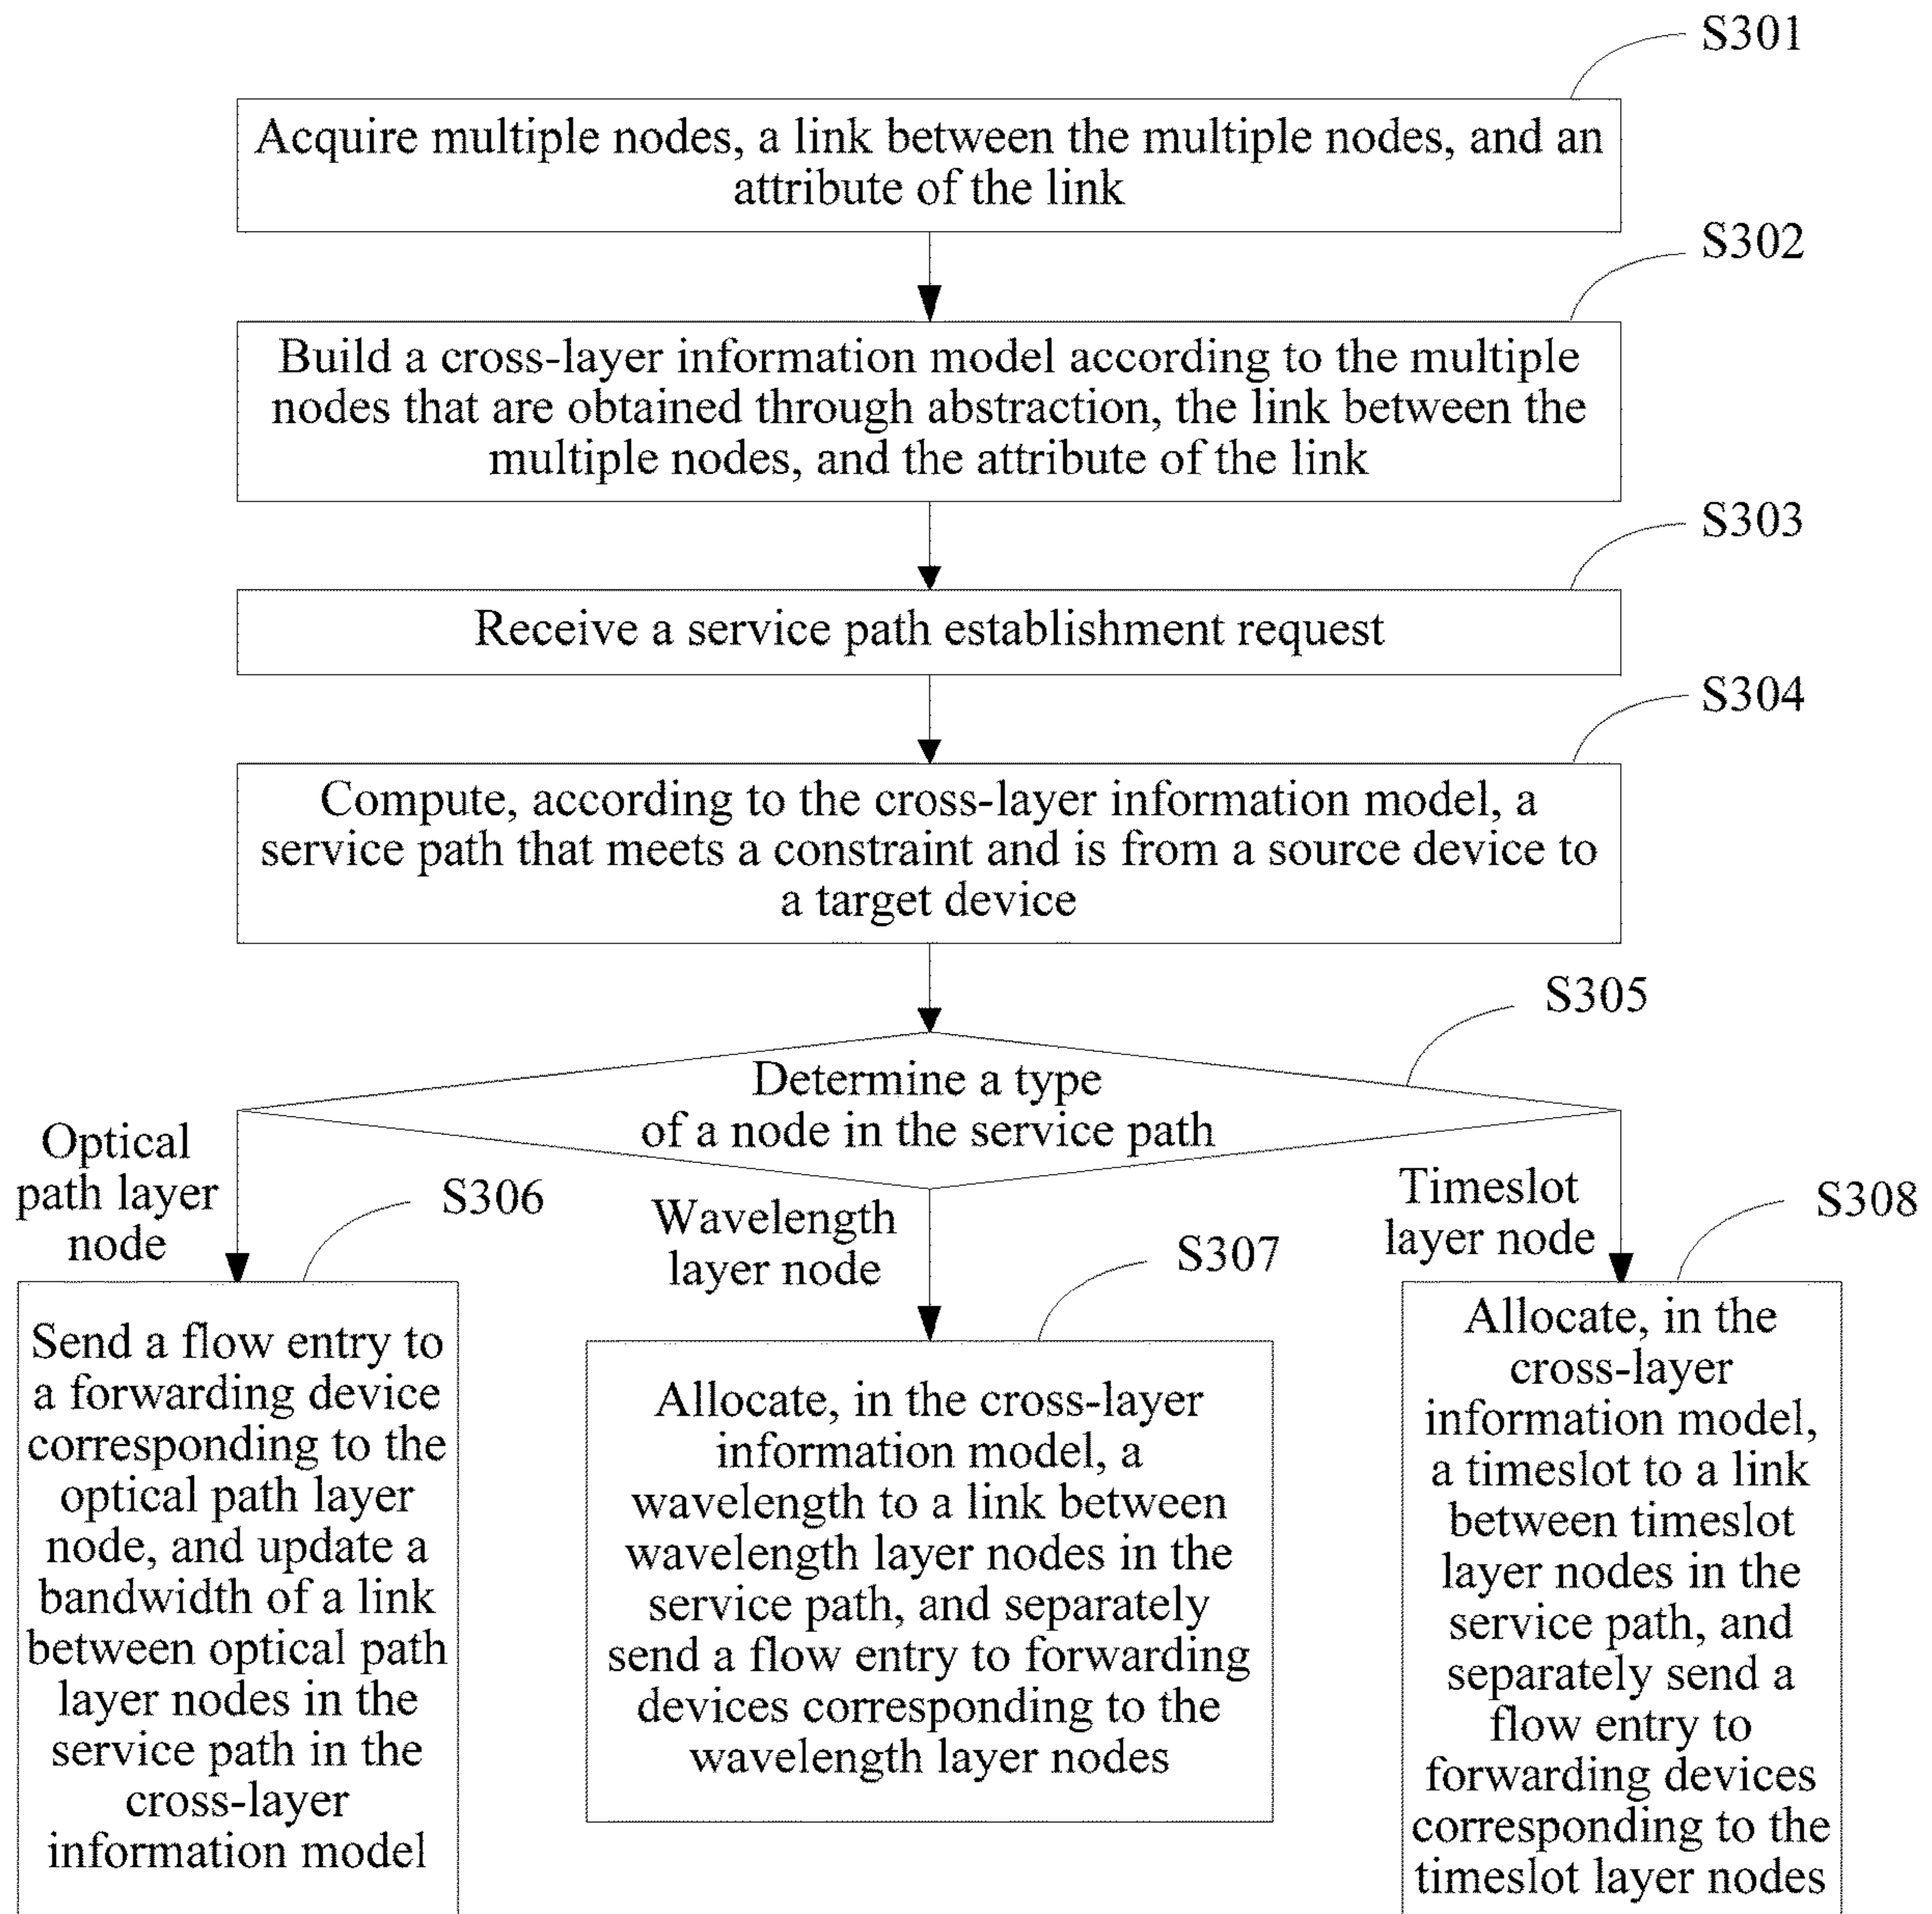 S301
Acquire multiple nodes, a link between the multiple nodes, and an
attribute of the link
S302
Build a cross-layer information model according to the multiple
nodes that are obtained through abstraction, the link between the
multiple nodes, and the attribute of the link
S303
Receive a service path establishment request
S304
Compute, according to the cross-layer information model, a
service path that meets a constraint and is from a source device to
a target device
S305
Determine a type
of a node in the service path
Optical
path layer
node
S306
Send a flow entry to
a forwarding device
corresponding to the
optical path layer
node, and update a
bandwidth of a link
between optical path
layer nodes in the
service path in the
cross-layer
information model
Wavelength
layer node
S307
Allocate, in the cross-layer
information model, a
wavelength to a link between
wavelength layer nodes in the
service path, and separately
send a flow entry to forwarding
devices corresponding to the
wavelength layer nodes
Timeslot
layer node
S308
Allocate, in the
cross-layer
information model,
a timeslot to a link
between timeslot
layer nodes in the
service path, and
separately send a
flow entry to
forwarding devices
corresponding to the
timeslot layer nodes